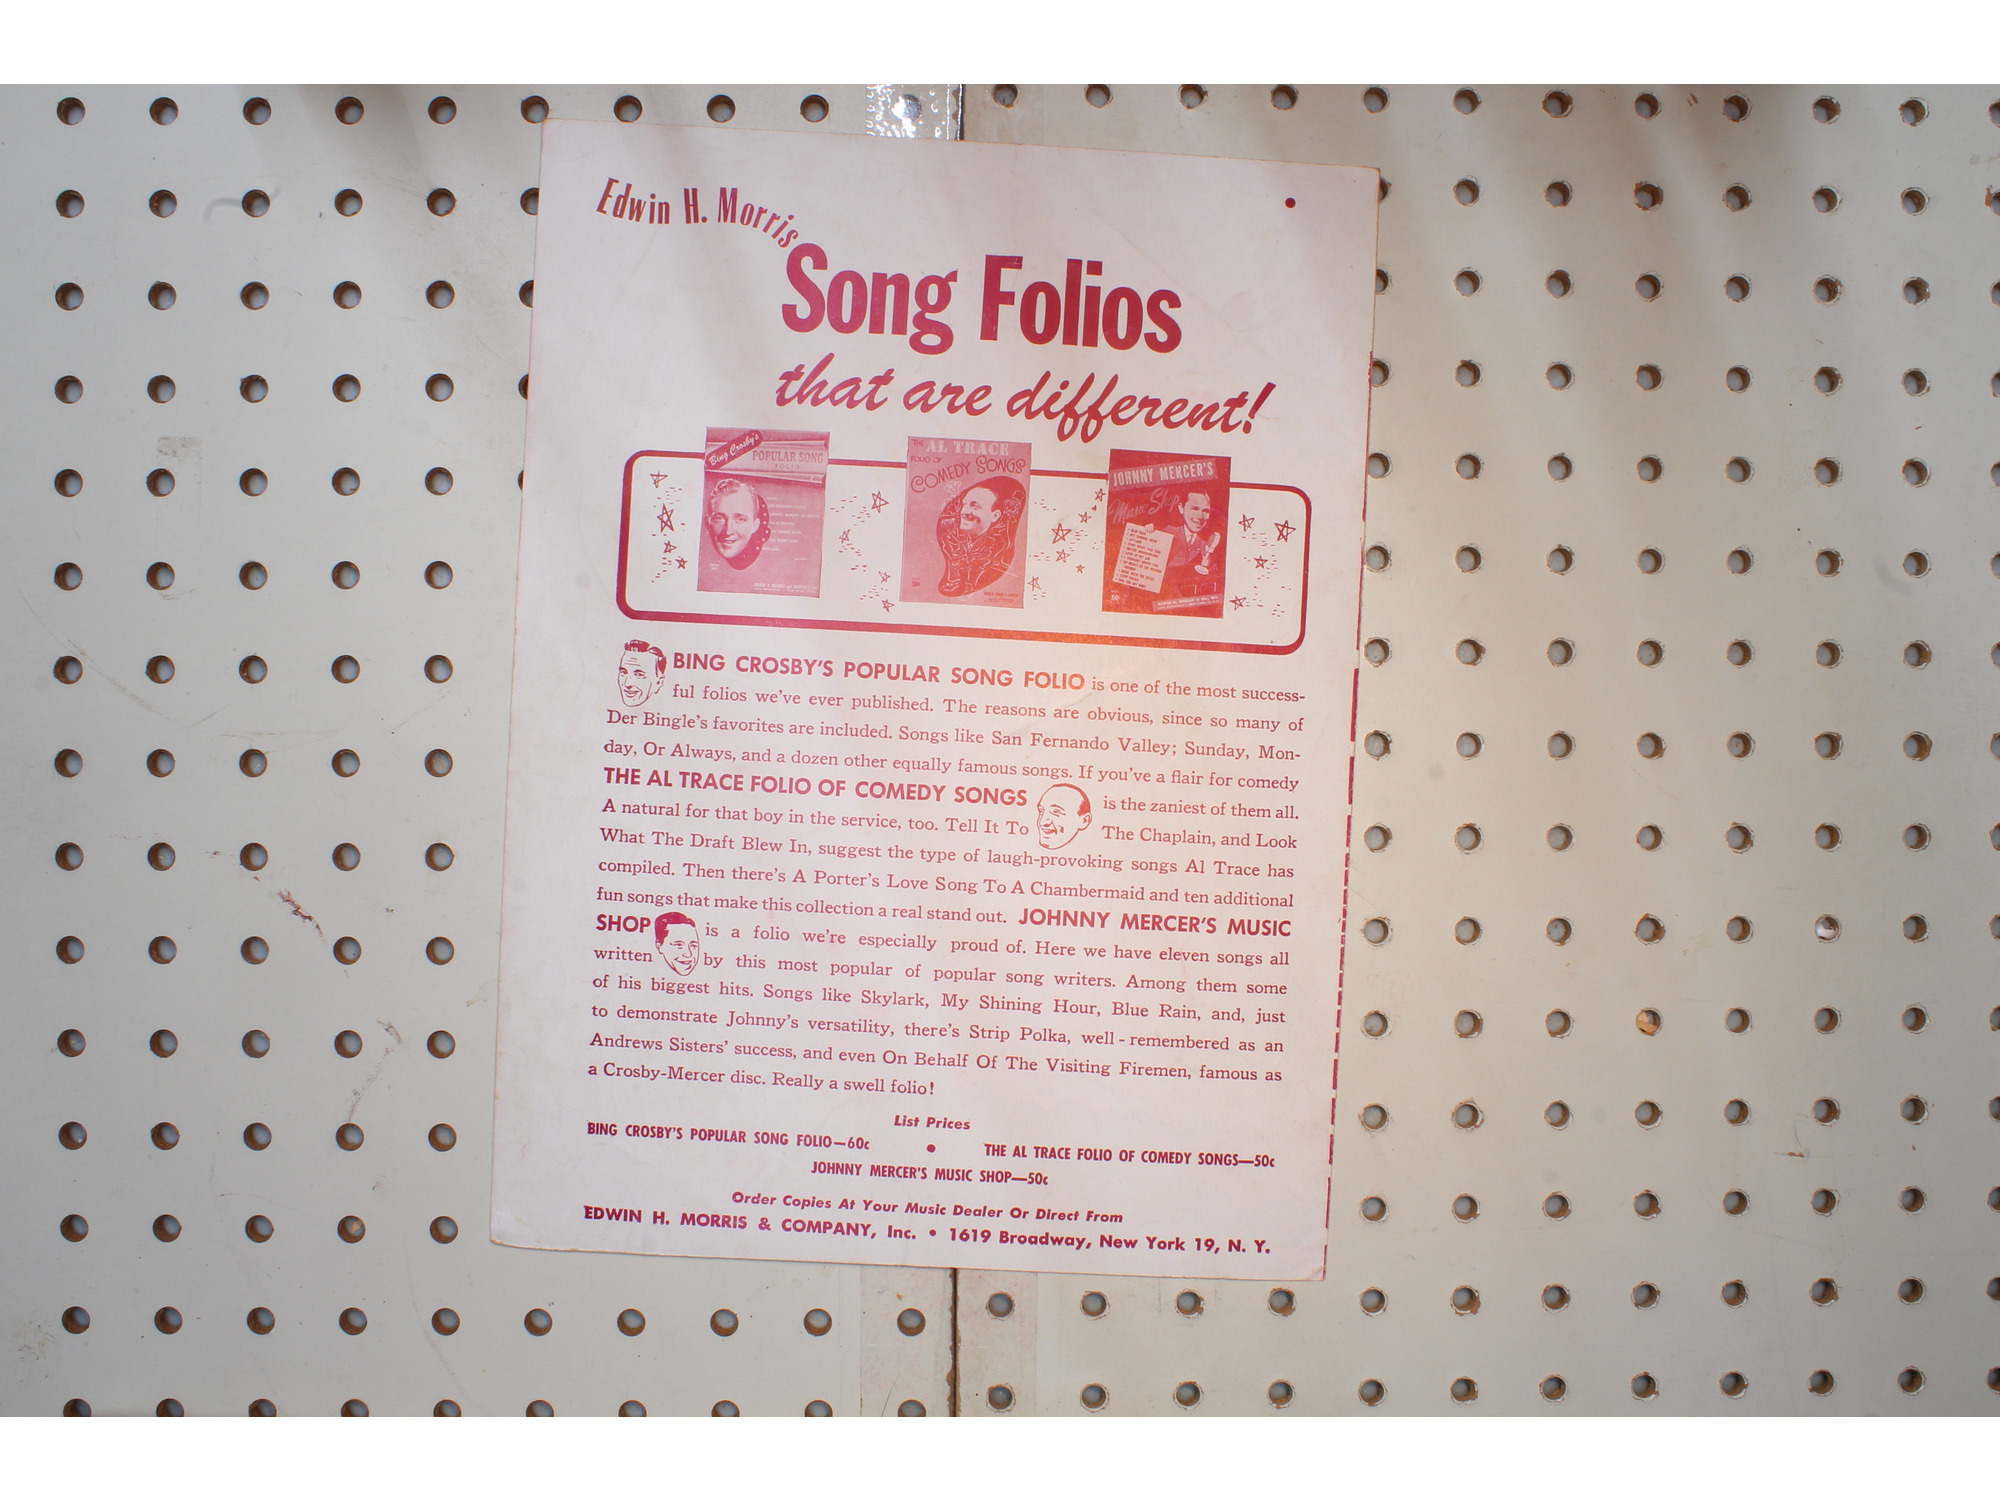 Edwin H. Morris
Song Folios
that are different!
Bing Crosby's
POPULAR SONG
FOLIO
THE
AL TRACE
FOLIO OF
COMEDY SONGS
JOHNNY MERCER'S
Music Shop
50c
BING CROSBY'S POPULAR SONG FOLIO is one of the most success-
ful folios we've ever published. The reasons are obvious, since so many of
Der Bingle's favorites are included. Songs like San Fernando Valley; Sunday, Mon-
day, Or Always, and a dozen other equally famous songs. If you've a flair for comedy
THE AL TRACE FOLIO OF COMEDY SONGS is the zaniest of them all.
A natural for that boy in the service, too. Tell It To The Chaplain, and Look
What The Draft Blew In, suggest the type of laugh-provoking songs Al Trace has
compiled. Then there's A Porter's Love Song To A Chambermaid and ten additional
fun songs that make this collection a real stand out. JOHNNY MERCER'S MUSIC
SHOP is a folio we're especially proud of. Here we have eleven songs all
written by this most popular of popular song writers. Among them some
of his biggest hits. Songs like Skylark, My Shining Hour, Blue Rain, and, just
to demonstrate Johnny's versatility, there's Strip Polka, well-remembered as an
Andrews Sisters' success, and even On Behalf Of The Visiting Firemen, famous as
a Crosby-Mercer disc. Really a swell folio!
List Prices
BING CROSBY'S POPULAR SONG FOLIO—60c • THE AL TRACE FOLIO OF COMEDY SONGS—50c
JOHNNY MERCER'S MUSIC SHOP—50c
Order Copies At Your Music Dealer Or Direct From
EDWIN H. MORRIS & COMPANY, Inc. • 1619 Broadway, New York 19, N. Y.